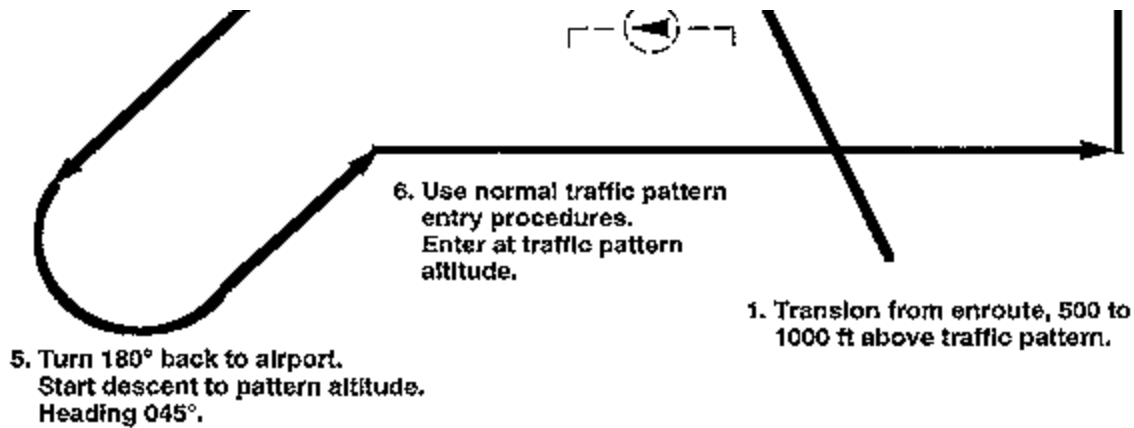 6. Use normal traffic pattern
entry procedures.
Enter at traffic pattern
altitude.
1. Transion from enroute, 500 to
1000 ft above traffic pattern.
5. Turn 180° back to airport.
Start descent to pattern altitude.
Heading 045°.